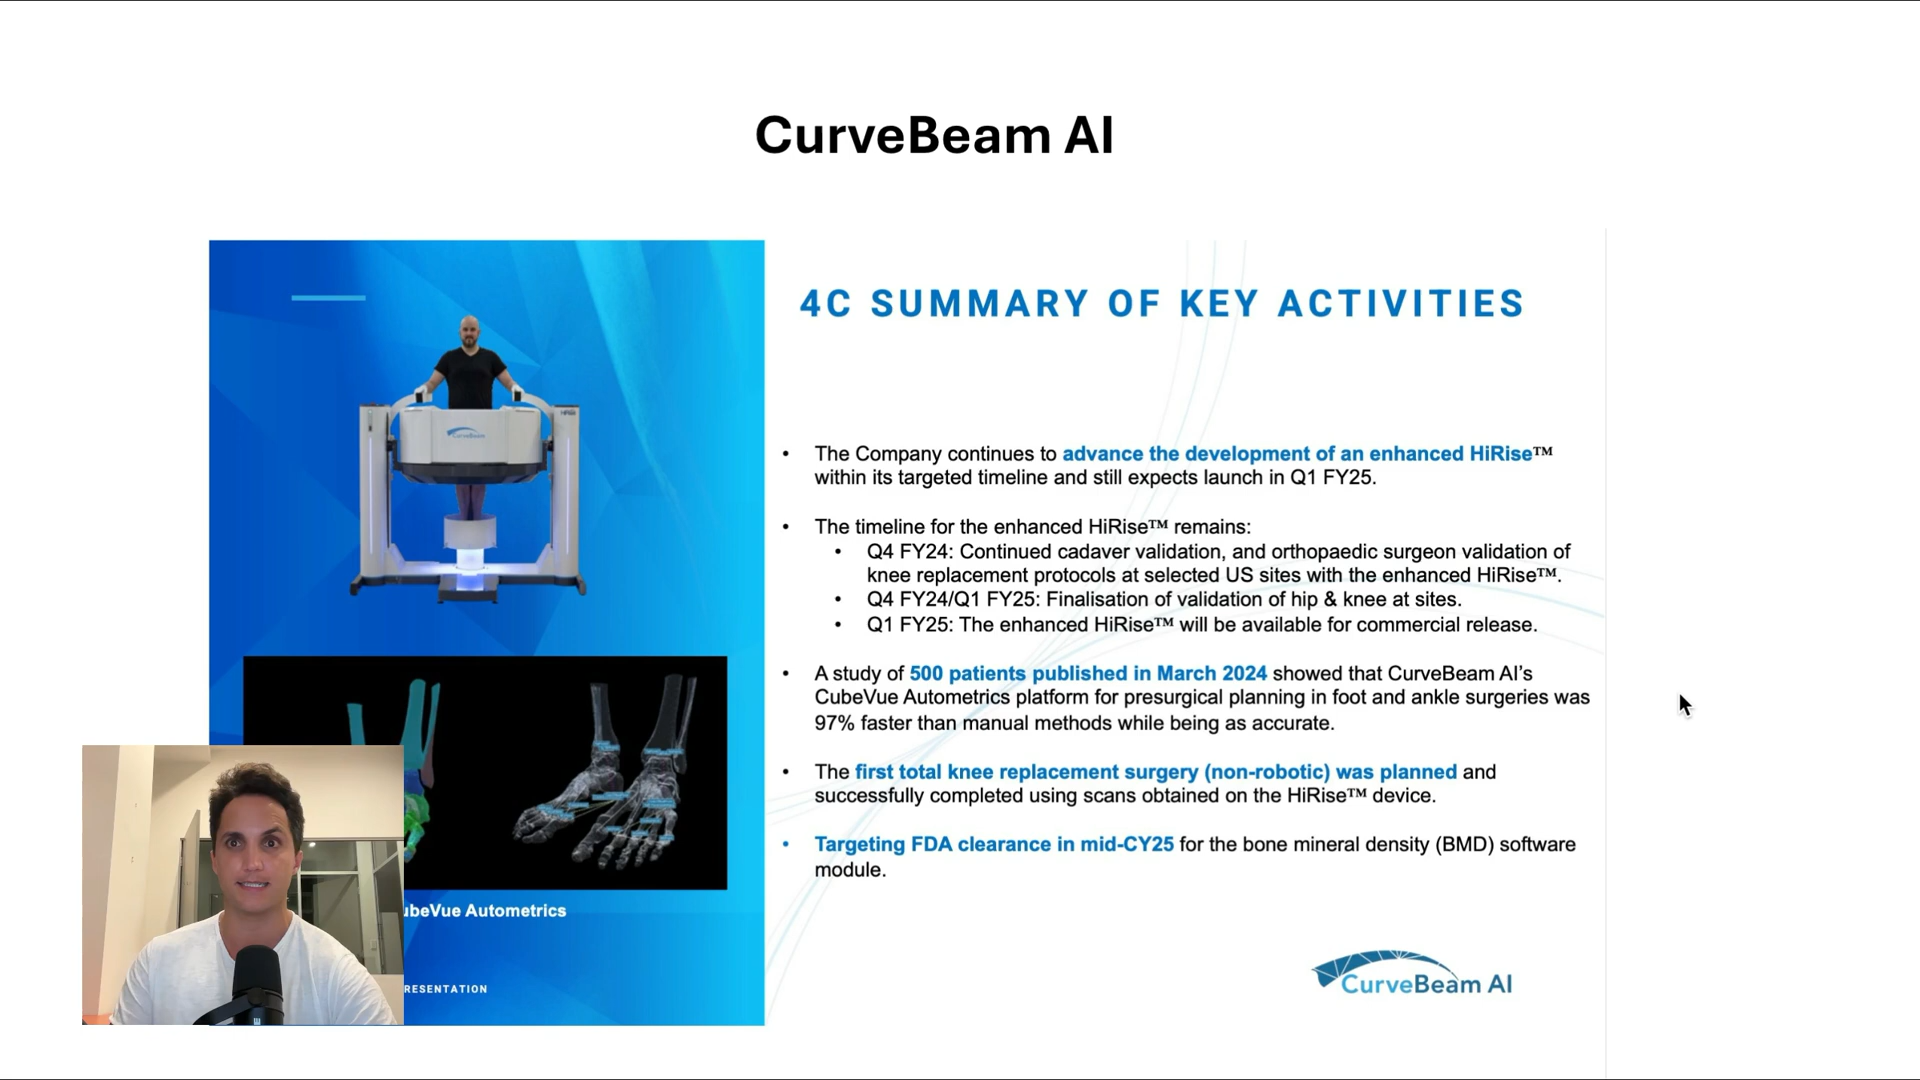 CurveBeam AI
4C SUMMARY OF KEY ACTIVITIES
• The Company continues to advance the development of an enhanced HiRise™
within its targeted timeline and still expects launch in Q1 FY25.
• The timeline for the enhanced HiRise™ remains:
• Q4 FY24: Continued cadaver validation, and orthopaedic surgeon validation of
knee replacement protocols at selected US sites with the enhanced HiRise™.
• Q4 FY24/Q1 FY25: Finalisation of validation of hip & knee at sites.
• Q1 FY25: The enhanced HiRise™ will be available for commercial release.
• A study of 500 patients published in March 2024 showed that CurveBeam AI’s
CubeVue Autometrics platform for presurgical planning in foot and ankle surgeries was
97% faster than manual methods while being as accurate.
• The first total knee replacement surgery (non-robotic) was planned and
successfully completed using scans obtained on the HiRise™ device.
• Targeting FDA clearance in mid-CY25 for the bone mineral density (BMD) software
module.
CurveBeam
ubeVue Autometrics
RESENTATION
CurveBeam AI